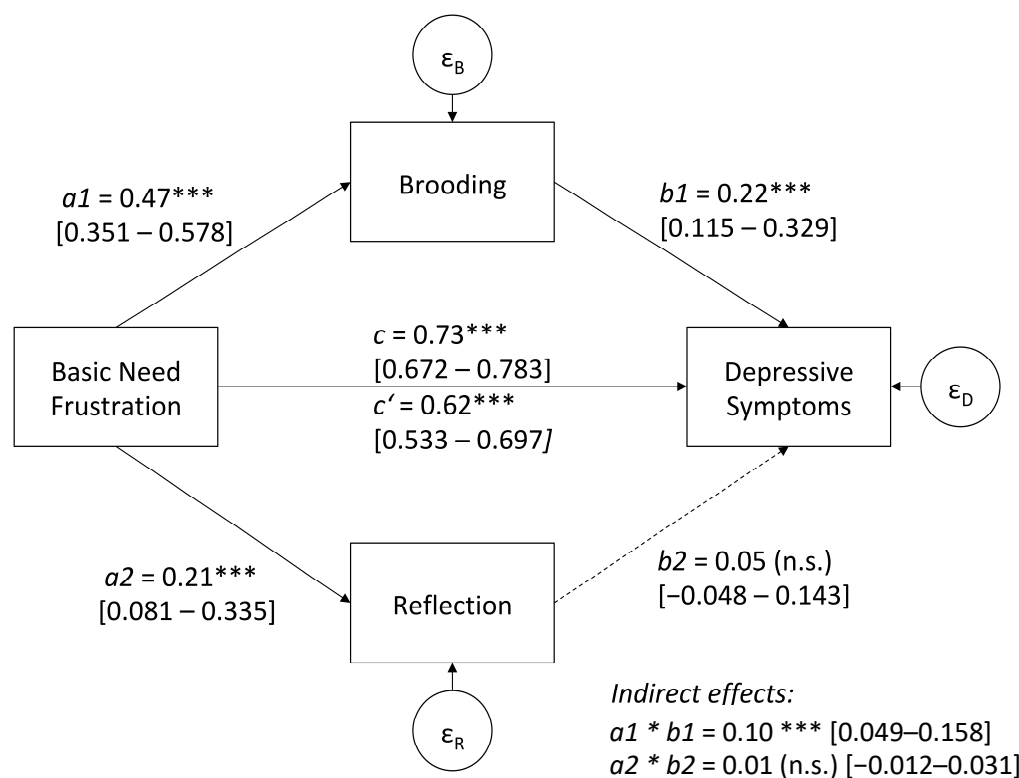 εB
Brooding
a1 = 0.47***
[0.351 – 0.578]
b1 = 0.22***
[0.115 – 0.329]
Basic Need
Frustration
c = 0.73***
[0.672 – 0.783]
c‘ = 0.62***
[0.533 – 0.697]
Depressive
Symptoms
εD
a2 = 0.21***
[0.081 – 0.335]
Reflection
b2 = 0.05 (n.s.)
[−0.048 – 0.143]
εR
Indirect effects:
a1 * b1 = 0.10 *** [0.049–0.158]
a2 * b2 = 0.01 (n.s.) [−0.012–0.031]